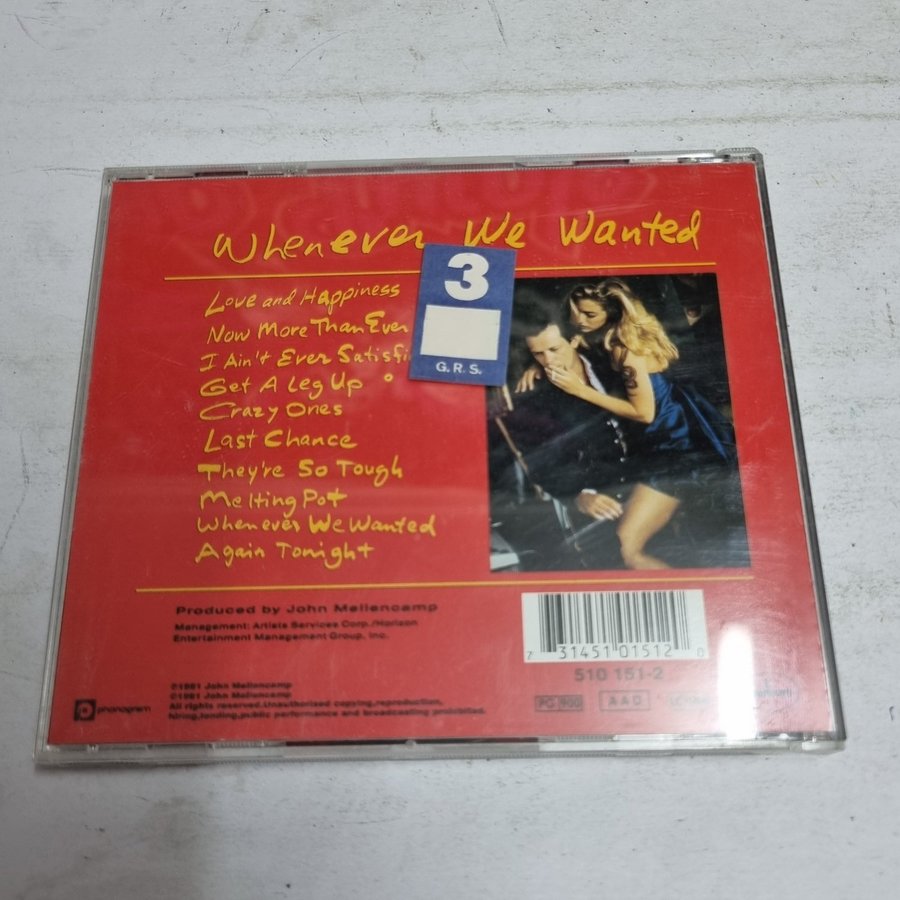 Whenever We Wanted
3
G.R.S.
Love and Happiness
Now More Than Ever
I Ain't Ever Satisfi
Get A Leg Up
Crazy Ones
Last Chance
They're So Tough
Melting Pot
Whenever We Wanted
Again Tonight
Produced by John Mellencamp
Management: Artists Services Corp./Horizon
Entertainment Management Group, Inc.
7 31451 01512 0
510 151-2
℗1991 John Mellencamp
©1991 John Mellencamp
All rights reserved.Unauthorised copying,reproduction,
hiring,lending,public performance and broadcasting prohibited.
phonogram
PG 900
AAD